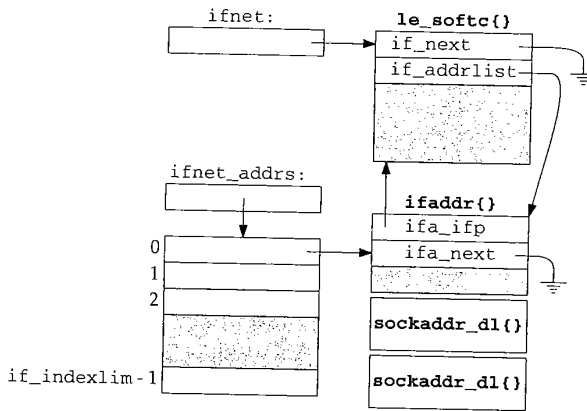 ifnet:
le_softc{}
if_next
if_addrlist
ifnet_addrs:
ifaddr{}
ifa_ifp
ifa_next
0
1
2
sockaddr_dl{}
sockaddr_dl{}
if_indexlim-1